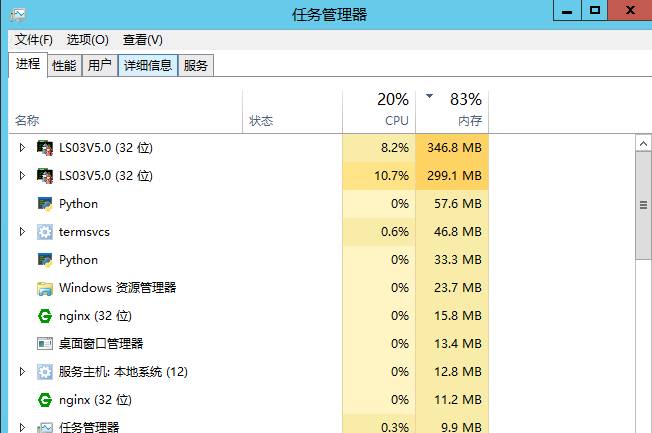 任务管理器
文件(F) 选项(O) 查看(V)
进程 性能 用户 详细信息 服务
20% 83%
名称 状态 CPU 内存
LS03V5.0 (32 位) 8.2% 346.8 MB
LS03V5.0 (32 位) 10.7% 299.1 MB
Python 0% 57.6 MB
termsvcs 0.6% 46.8 MB
Python 0% 33.3 MB
Windows 资源管理器 0% 23.7 MB
nginx (32 位) 0% 15.8 MB
桌面窗口管理器 0% 13.4 MB
服务主机: 本地系统 (12) 0% 12.8 MB
nginx (32 位) 0% 11.2 MB
任务管理器 0.3% 9.9 MB